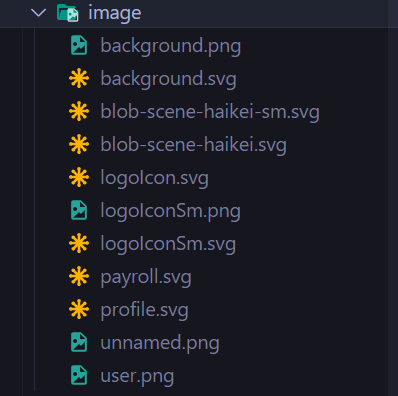 image
background.png
background.svg
blob-scene-haikei-sm.svg
blob-scene-haikei.svg
logoIcon.svg
logoIconSm.png
logoIconSm.svg
payroll.svg
profile.svg
unnamed.png
user.png